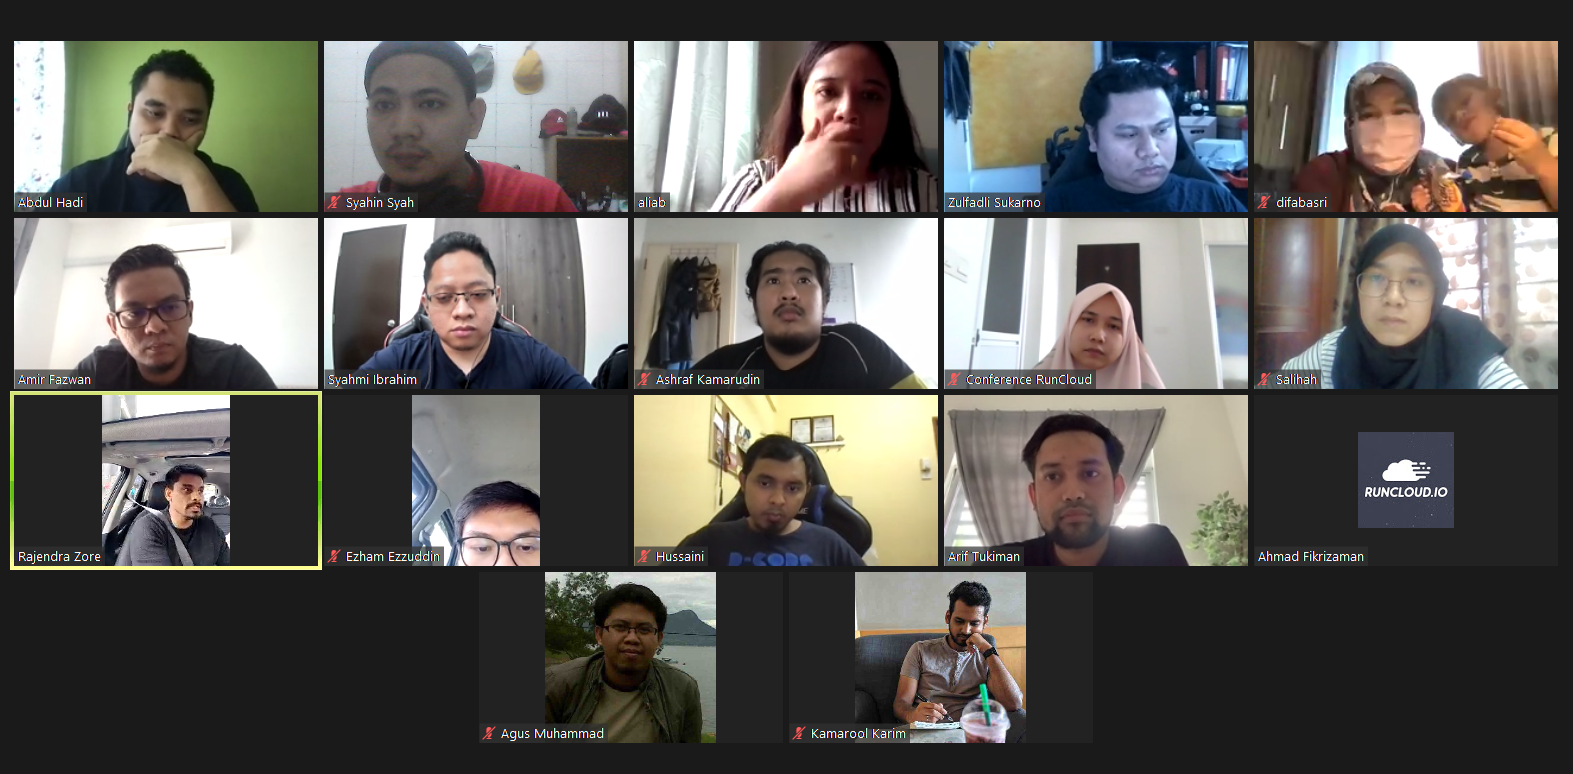 Abdul Hadi
Syahin Syah
aliab
Zulfadli Sukarno
difabasri
Amir Fazwan
Syahmi Ibrahim
Ashraf Kamarudin
Conference RunCloud
Salihah
Rajendra Zore
Ezham Ezzuddin
Hussaini
Arif Tukiman
RUNCLOUD.IO
Ahmad Fikrizaman
Agus Muhammad
Kamarool Karim